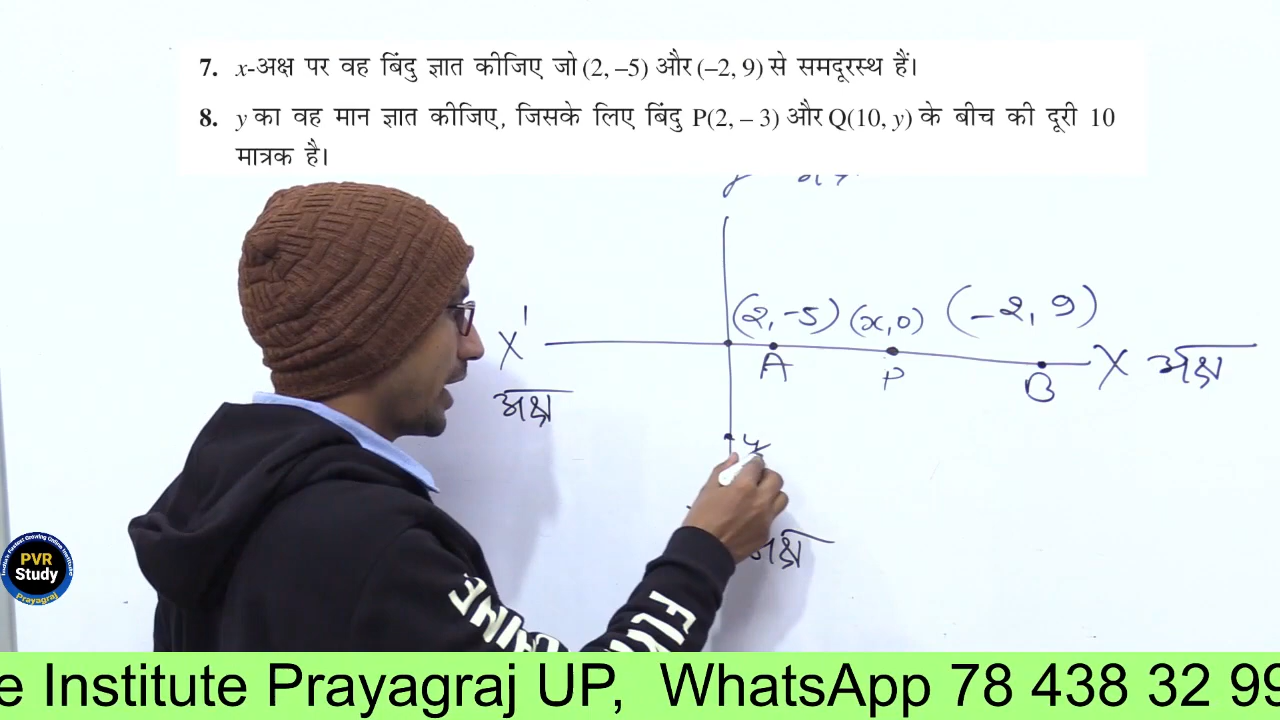 7. x-अक्ष पर वह बिंदु ज्ञात कीजिए जो (2, –5) और (–2, 9) से समदूरस्थ हैं।
8. y का वह मान ज्ञात कीजिए, जिसके लिए बिंदु P(2, – 3) और Q(10, y) के बीच की दूरी 10
मात्रक है।
(2, -5) (x, 0) (-2, 9)
X' X अक्ष
A P B
अक्ष
y
अक्ष
PVR
Study
Prayagraj
e Institute Prayagraj UP, WhatsApp 78 438 32 99